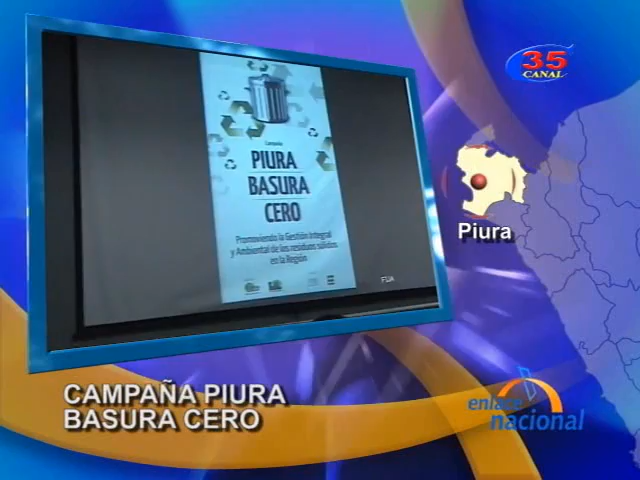 35
CANAL
Campaña
PIURA
BASURA
CERO
Promoviendo la Gestión Integral
y Ambiental de los residuos sólidos
en la Región
FIJA
Piura
CAMPAÑA PIURA
BASURA CERO
enlace
nacional